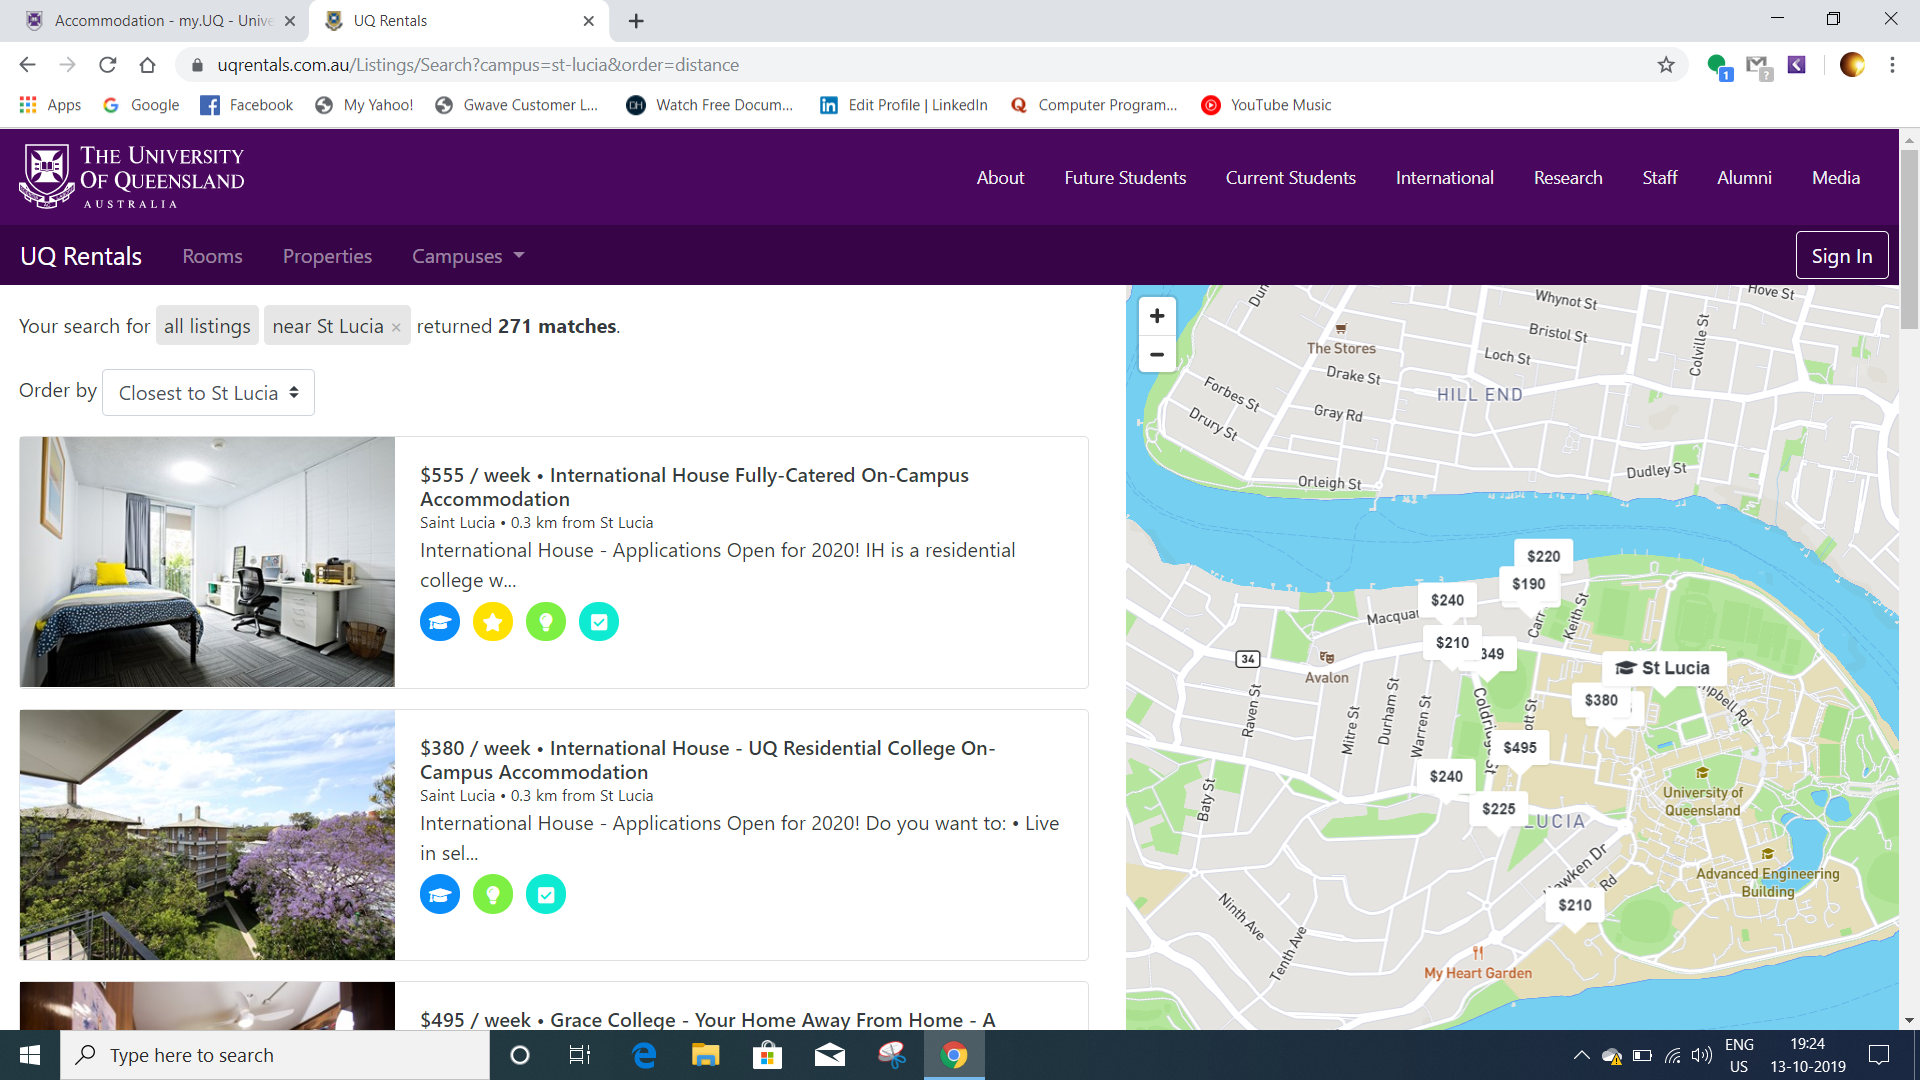 Accommodation - my.UQ - Unive
UQ Rentals
uqrentals.com.au/Listings/Search?campus=st-lucia&order=distance
1
?
Apps
Google
Facebook
My Yahoo!
Gwave Customer L...
Watch Free Docum...
Edit Profile | LinkedIn
Computer Program...
YouTube Music
THE UNIVERSITY
OF QUEENSLAND
AUSTRALIA
About
Future Students
Current Students
International
Research
Staff
Alumni
Media
UQ Rentals
Rooms
Properties
Campuses
Sign In
Your search for all listings near St Lucia × returned 271 matches.
Order by Closest to St Lucia
$555 / week • International House Fully-Catered On-Campus
Accommodation
Saint Lucia • 0.3 km from St Lucia
International House - Applications Open for 2020! IH is a residential
college w...
$380 / week • International House - UQ Residential College On-
Campus Accommodation
Saint Lucia • 0.3 km from St Lucia
International House - Applications Open for 2020! Do you want to: • Live
in sel...
$495 / week • Grace College - Your Home Away From Home - A
+
−
Whynot St
Hove St
Bristol St
Colville St
The Stores
Loch St
Drake St
HILL END
Forbes St
Gray Rd
Drury St
Dudley St
Orleigh St
$220
$190
$240
Keith St
Macquar
$210
349
34
Avalon
St Lucia
$380
Raven St
Durham St
Mitre St
Warren St
Coldridge St
ott St
mpbell Rd
$495
$240
Baty St
University of
Queensland
$225
LUCIA
Hawken Dr
Rd
Advanced Engineering
Building
$210
Ninth Ave
Tenth Ave
My Heart Garden
Type here to search
ENG
US
19:24
13-10-2019